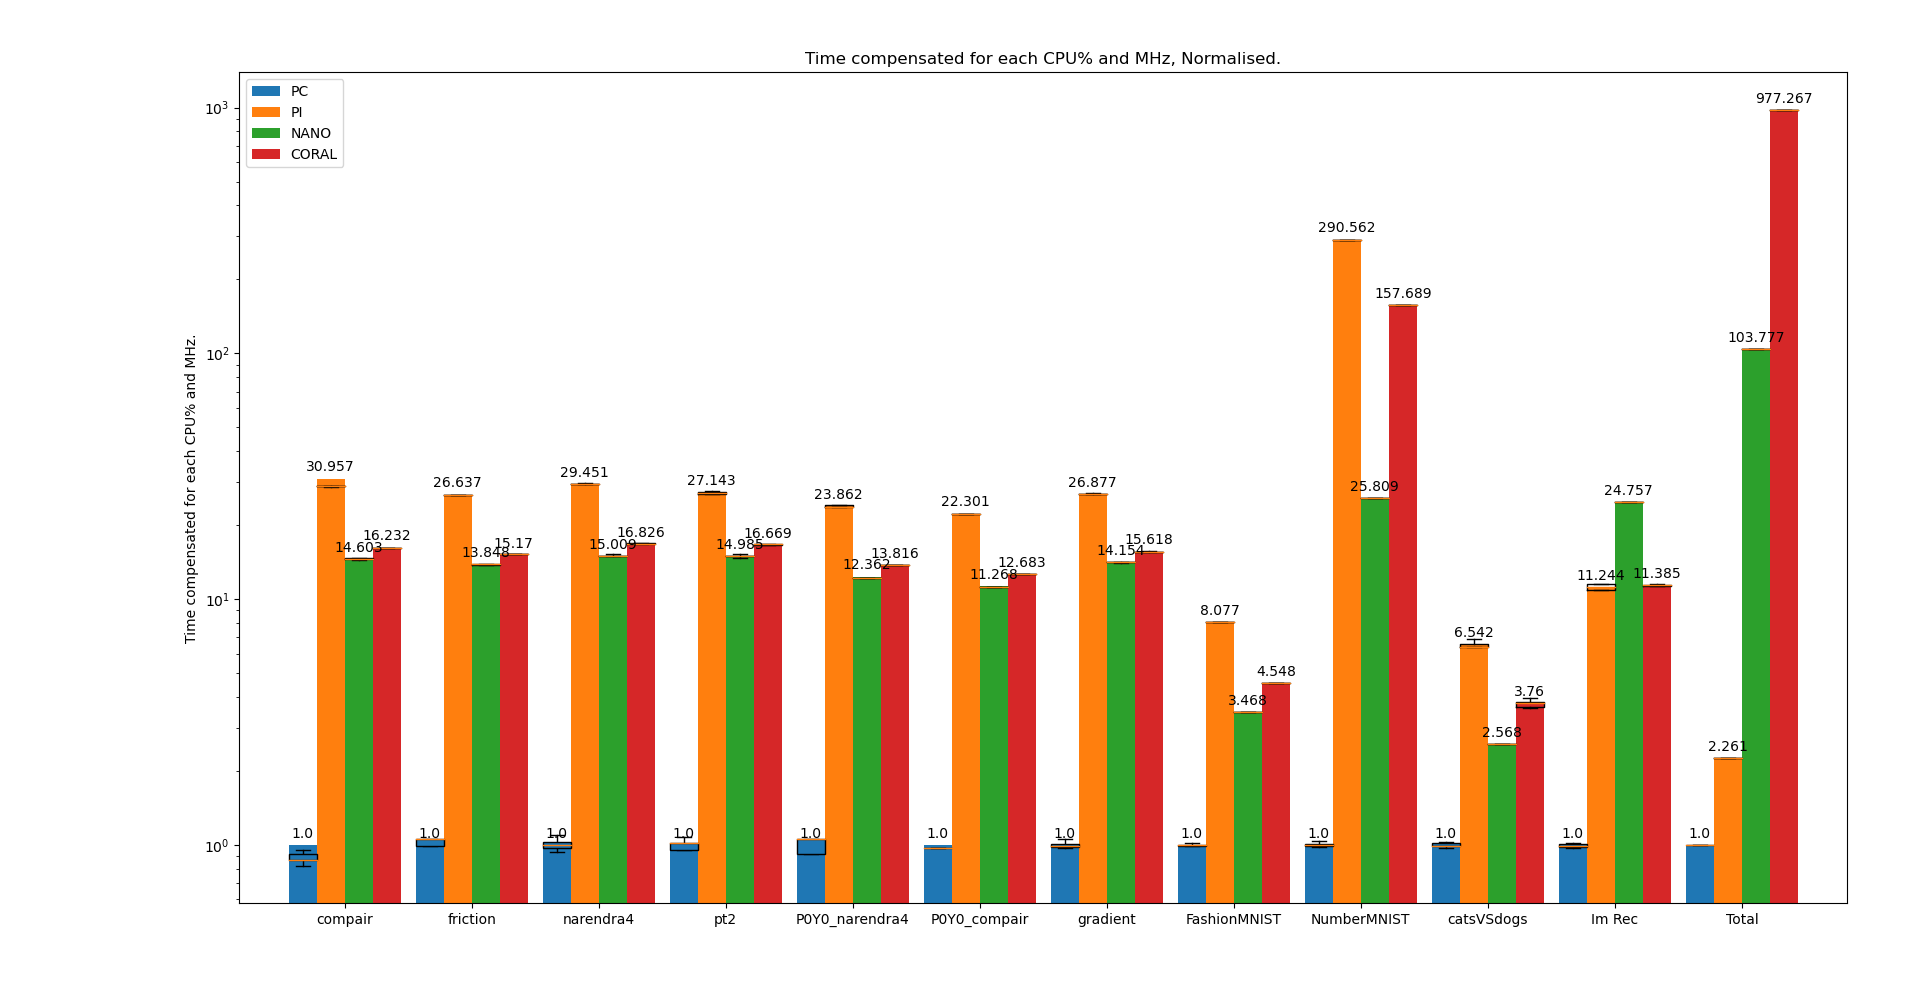 Time compensated for each CPU% and MHz, Normalised.
PC
PI
NANO
CORAL
Time compensated for each CPU% and MHz.
10³
10²
10¹
10⁰
1.0 30.957 14.603 16.232
1.0 26.637 13.848 15.17
1.0 29.451 15.009 16.826
1.0 27.143 14.985 16.669
1.0 23.862 12.362 13.816
1.0 22.301 11.268 12.683
1.0 26.877 14.154 15.618
1.0 8.077 3.468 4.548
1.0 290.562 25.809 157.689
1.0 6.542 2.568 3.76
1.0 11.244 24.757 11.385
1.0 2.261 103.777 977.267
compair friction narendra4 pt2 P0Y0_narendra4 P0Y0_compair gradient FashionMNIST NumberMNIST catsVSdogs Im Rec Total